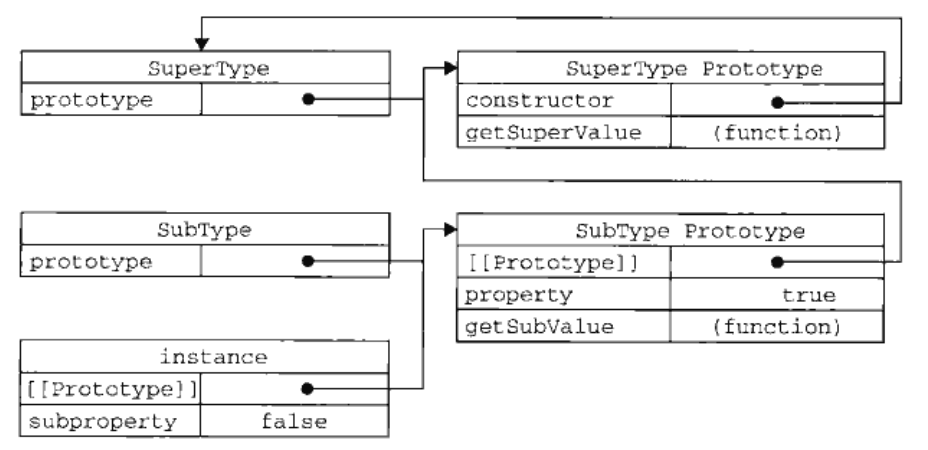 SuperType
prototype
SuperType Prototype
constructor
getSuperValue (function)
SubType
prototype
SubType Prototype
[[Prototype]]
property true
getSubValue (function)
instance
[[Prototype]]
subproperty false